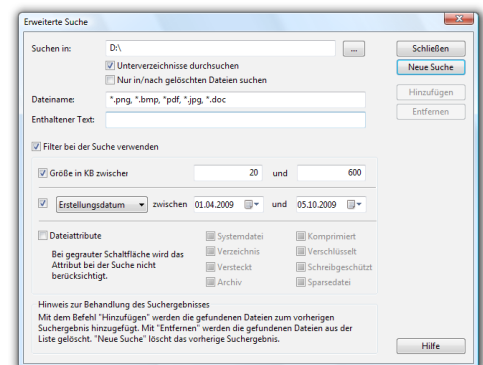 Erweiterte Suche
Suchen in: D:\ ... Schließen
Unterverzeichnisse durchsuchen Neue Suche
Nur in/nach gelöschten Dateien suchen
Hinzufügen
Dateiname: *.png, *.bmp, *pdf, *.jpg, *.doc
Entfernen
Enthaltener Text:
Filter bei der Suche verwenden
Größe in KB zwischer 20 und 600
Erstellungsdatum zwischen 01.04.2009 und 05.10.2009
Dateiattribute Systemdatei Komprimiert
Bei gegrauter Schaltfläche wird das Verzeichnis Verschlüsselt
Attribut bei der Suche nicht Versteckt Schreibgeschützt
berücksichtigt. Archiv Sparsedatei
Hinweis zur Behandlung des Suchergebnisses
Mit dem Befehl "Hinzufügen" werden die gefundenen Dateien zum vorherigen
Suchergebnis hinzugefügt. Mit "Entfernen" werden die gefundenen Dateien aus der
Liste gelöscht. "Neue Suche" löscht das vorherige Suchergebnis.
Hilfe